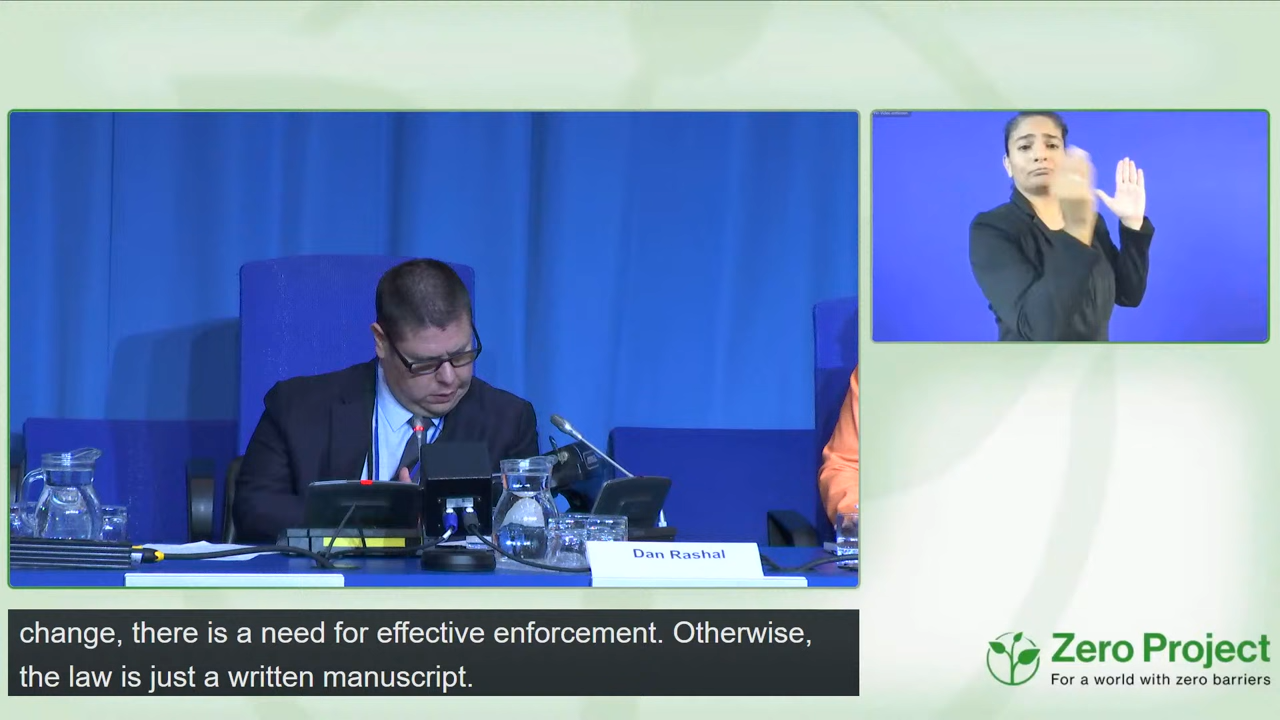 Dan Rashal
change, there is a need for effective enforcement. Otherwise,
the law is just a written manuscript.
Zero Project
For a world with zero barriers